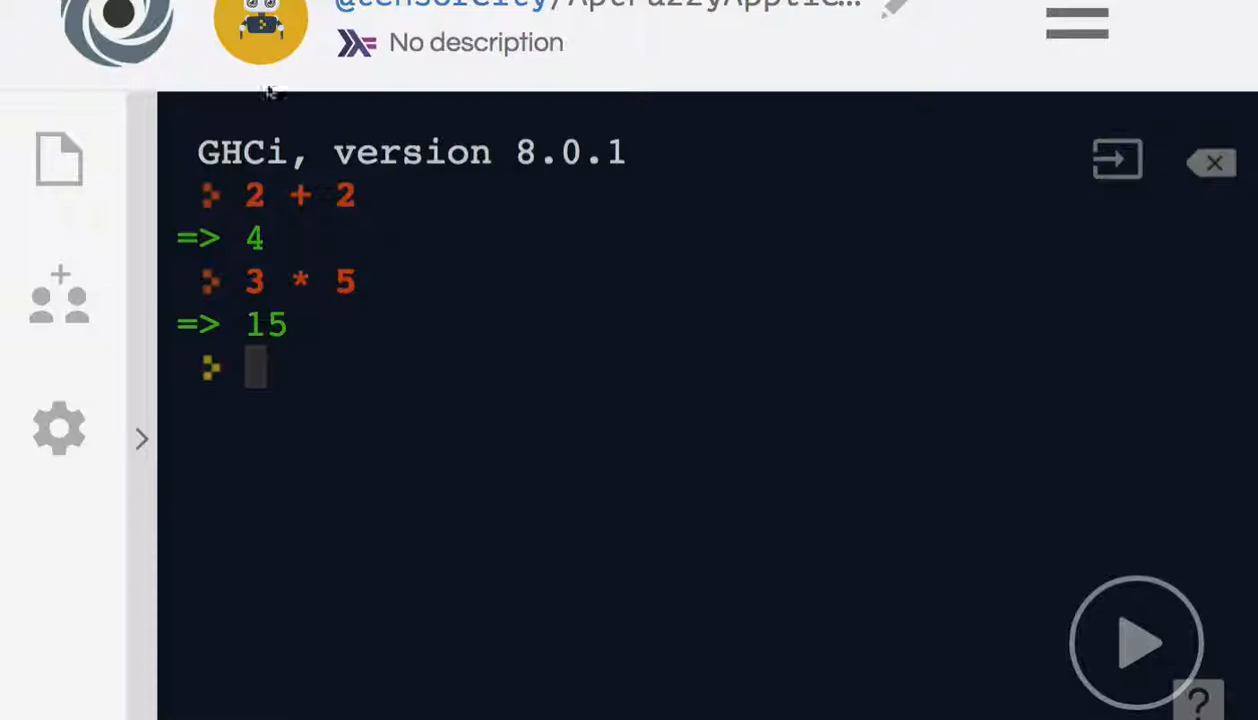 No description
GHCi, version 8.0.1
2 + 2
=> 4
3 * 5
=> 15
?